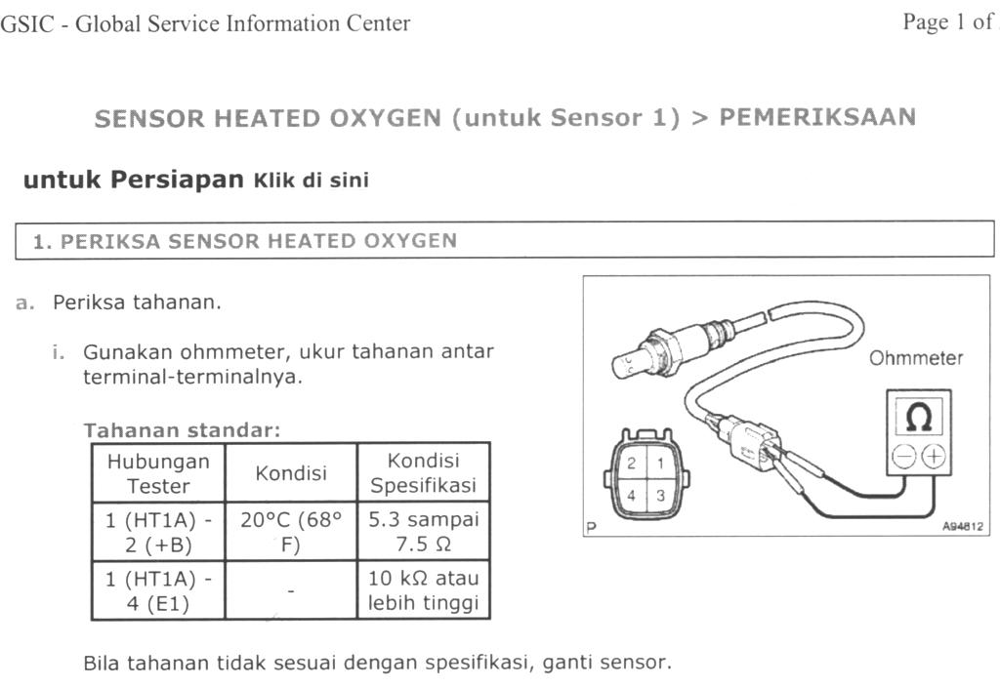 GSIC - Global Service Information Center
Page 1 of
SENSOR HEATED OXYGEN (untuk Sensor 1) > PEMERIKSAAN
untuk Persiapan Klik di sini
1. PERIKSA SENSOR HEATED OXYGEN
a. Periksa tahanan.
i. Gunakan ohmmeter, ukur tahanan antar
terminal-terminalnya.
Tahanan standar:
Hubungan
Tester
Kondisi
Kondisi
Spesifikasi
1 (HT1A) -
2 (+B)
20°C (68°
F)
5.3 sampai
7.5 Ω
1 (HT1A) -
4 (E1)
-
10 kΩ atau
lebih tinggi
Bila tahanan tidak sesuai dengan spesifikasi, ganti sensor.
Ohmmeter
Ω
− +
2 1
4 3
P
A94812